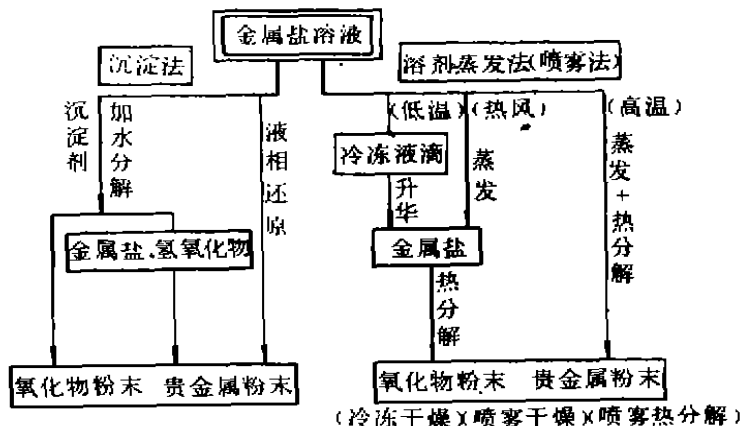 金属盐溶液
沉淀法
溶剂蒸发法(喷雾法)
沉淀剂
加水分解
液相还原
(低温)
(热风)
(高温)
冷冻液滴
升华
蒸发
蒸发+热分解
金属盐、氢氧化物
金属盐
热分解
氧化物粉末 贵金属粉末
氧化物粉末 贵金属粉末
(冷冻干燥)(喷雾干燥)(喷雾热分解)